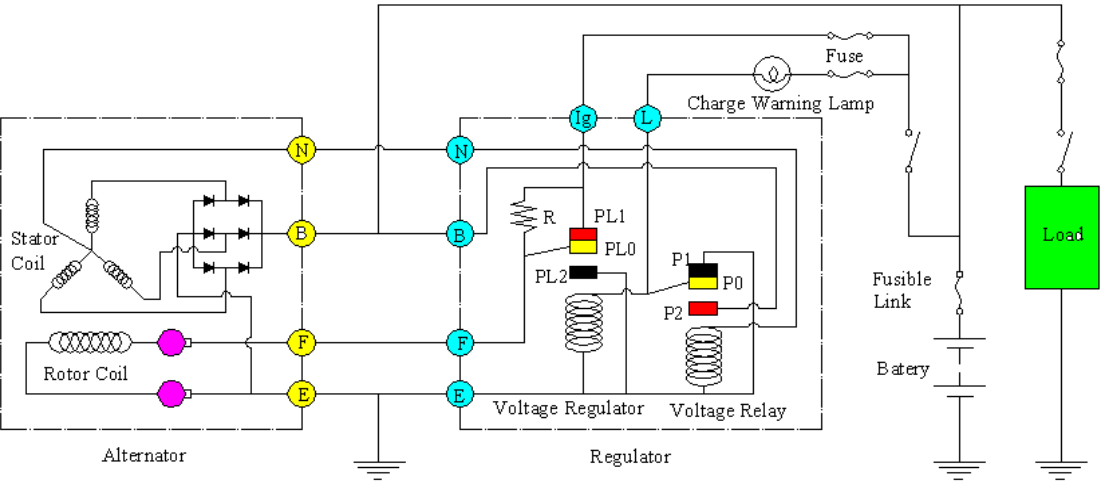 Fuse
Charge Warning Lamp
Ig
L
N
N
R
PL1
Stator
Coil
B
B
PL0
Load
PL2
P1
P0
Fusible
Link
P2
F
F
Batery
Rotor Coil
E
E
Voltage Regulator
Voltage Relay
Alternator
Regulator